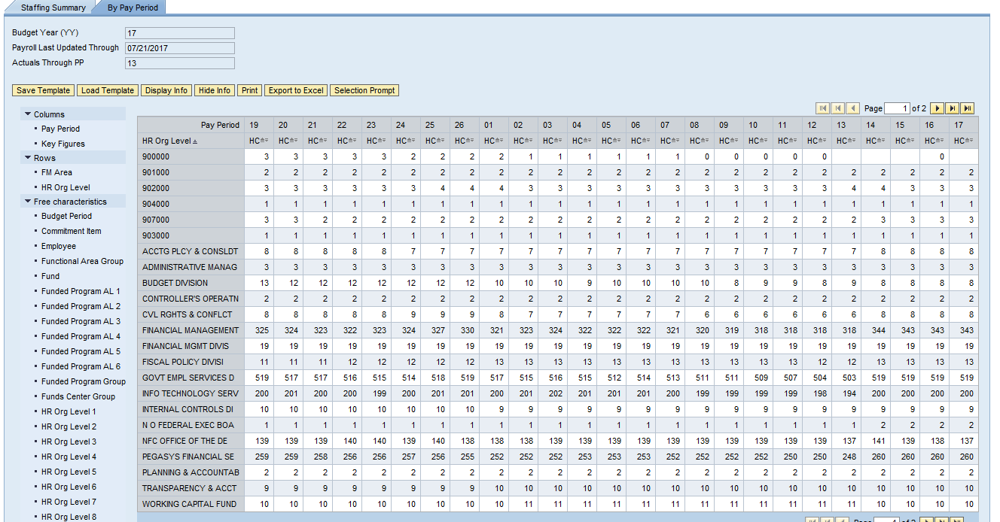 Staffing Summary By Pay Period
Budget Year (YY) 17
Payroll Last Updated Through 07/21/2017
Actuals Through PP 13
Save Template Load Template Display Info Hide Info Print Export to Excel Selection Prompt
Page 1 of 2
Columns
Pay Period
Key Figures
Rows
FM Area
HR Org Level
Free characteristics
Budget Period
Commitment Item
Employee
Functional Area Group
Fund
Funded Program AL 1
Funded Program AL 2
Funded Program AL 3
Funded Program AL 4
Funded Program AL 5
Funded Program AL 6
Funded Program Group
Funds Center Group
HR Org Level 1
HR Org Level 2
HR Org Level 3
HR Org Level 4
HR Org Level 5
HR Org Level 6
HR Org Level 7
HR Org Level 8
Pay Period 19 20 21 22 23 24 25 26 01 02 03 04 05 06 07 08 09 10 11 12 13 14 15 16 17
HR Org Level HC HC HC HC HC HC HC HC HC HC HC HC HC HC HC HC HC HC HC HC HC HC HC HC HC
900000 3 3 3 3 3 2 2 2 2 1 1 1 1 1 1 0 0 0 0 0 0
901000 2 2 2 2 2 2 2 2 2 2 2 2 2 2 2 2 2 2 2 2 2 2 2 2 2
902000 3 3 3 3 3 3 4 4 4 3 3 3 3 3 3 3 3 3 3 3 4 4 3 3 3
904000 1 1 1 1 1 1 1 1 1 1 1 1 1 1 1 1 1 1 1 1 1 1 1 1 1
907000 3 3 2 2 2 2 2 2 2 2 2 2 2 2 2 2 2 2 2 2 2 3 3 3 3
903000 1 1 1 1 1 1 1 1 1 1 1 1 1 1 1 1 1 1 1 1 1 1 1 1 1
ACCTG PLCY & CONSLDT 8 8 8 8 8 7 7 7 7 7 7 7 7 7 7 7 7 7 7 7 7 8 8 8 8
ADMINISTRATIVE MANAG 3 3 3 3 3 3 3 3 3 3 3 3 3 3 3 3 3 3 3 3 3 3 3 3 3
BUDGET DIVISION 13 12 12 12 12 12 12 12 10 10 10 9 10 10 10 10 8 9 9 8 9 8 8 8 8
CONTROLLER'S OPERATN 2 2 2 2 2 2 2 2 2 2 2 2 2 2 2 2 2 2 2 2 2 2 2 2 2
CVL RGHTS & CONFLCT 8 8 8 8 8 9 9 9 8 7 7 7 7 7 7 6 6 6 6 6 6 8 8 8 8
FINANCIAL MANAGEMENT 325 324 323 322 323 324 327 330 321 323 324 322 322 322 321 320 319 318 318 318 318 344 343 343 343
FINANCIAL MGMT DIVIS 19 19 19 19 19 19 19 19 19 19 19 19 19 19 19 19 19 19 19 19 19 19 19 19 19
FISCAL POLICY DIVISI 11 11 11 12 12 12 12 12 13 13 13 13 13 13 13 13 13 13 13 12 12 13 13 13 13
GOVT EMPL SERVICES D 519 517 517 516 515 514 518 519 517 515 516 515 512 514 513 511 511 509 507 504 503 519 519 519 519
INFO TECHNOLOGY SERV 200 201 200 200 199 200 201 201 200 201 202 201 201 201 200 199 199 199 199 198 194 200 200 200 200
INTERNAL CONTROLS DI 10 10 10 10 10 10 10 10 9 9 9 9 9 9 9 9 9 9 9 9 9 9 9 9 9
N O FEDERAL EXEC BOA 1 1 1 1 1 1 1 1 1 1 1 1 1 1 1 1 1 1 1 1 1 2 2 2 2
NFC OFFICE OF THE DE 139 139 139 140 140 139 140 138 138 138 139 139 139 139 139 139 139 139 139 139 137 141 139 138 137
PEGASYS FINANCIAL SE 259 259 258 256 256 257 256 255 252 252 252 253 253 253 252 252 252 252 250 250 248 260 260 260 260
PLANNING & ACCOUNTAB 2 2 2 2 2 2 2 2 2 2 2 2 2 2 2 2 2 2 2 2 2 2 2 2 2
TRANSPARENCY & ACCT 9 9 9 9 9 9 9 9 10 10 10 10 10 10 10 10 10 10 10 10 10 10 10 10 10
WORKING CAPITAL FUND 10 10 10 10 10 10 10 10 10 11 11 11 11 11 11 11 11 11 11 11 11 10 10 10 10
Page 1 of 2